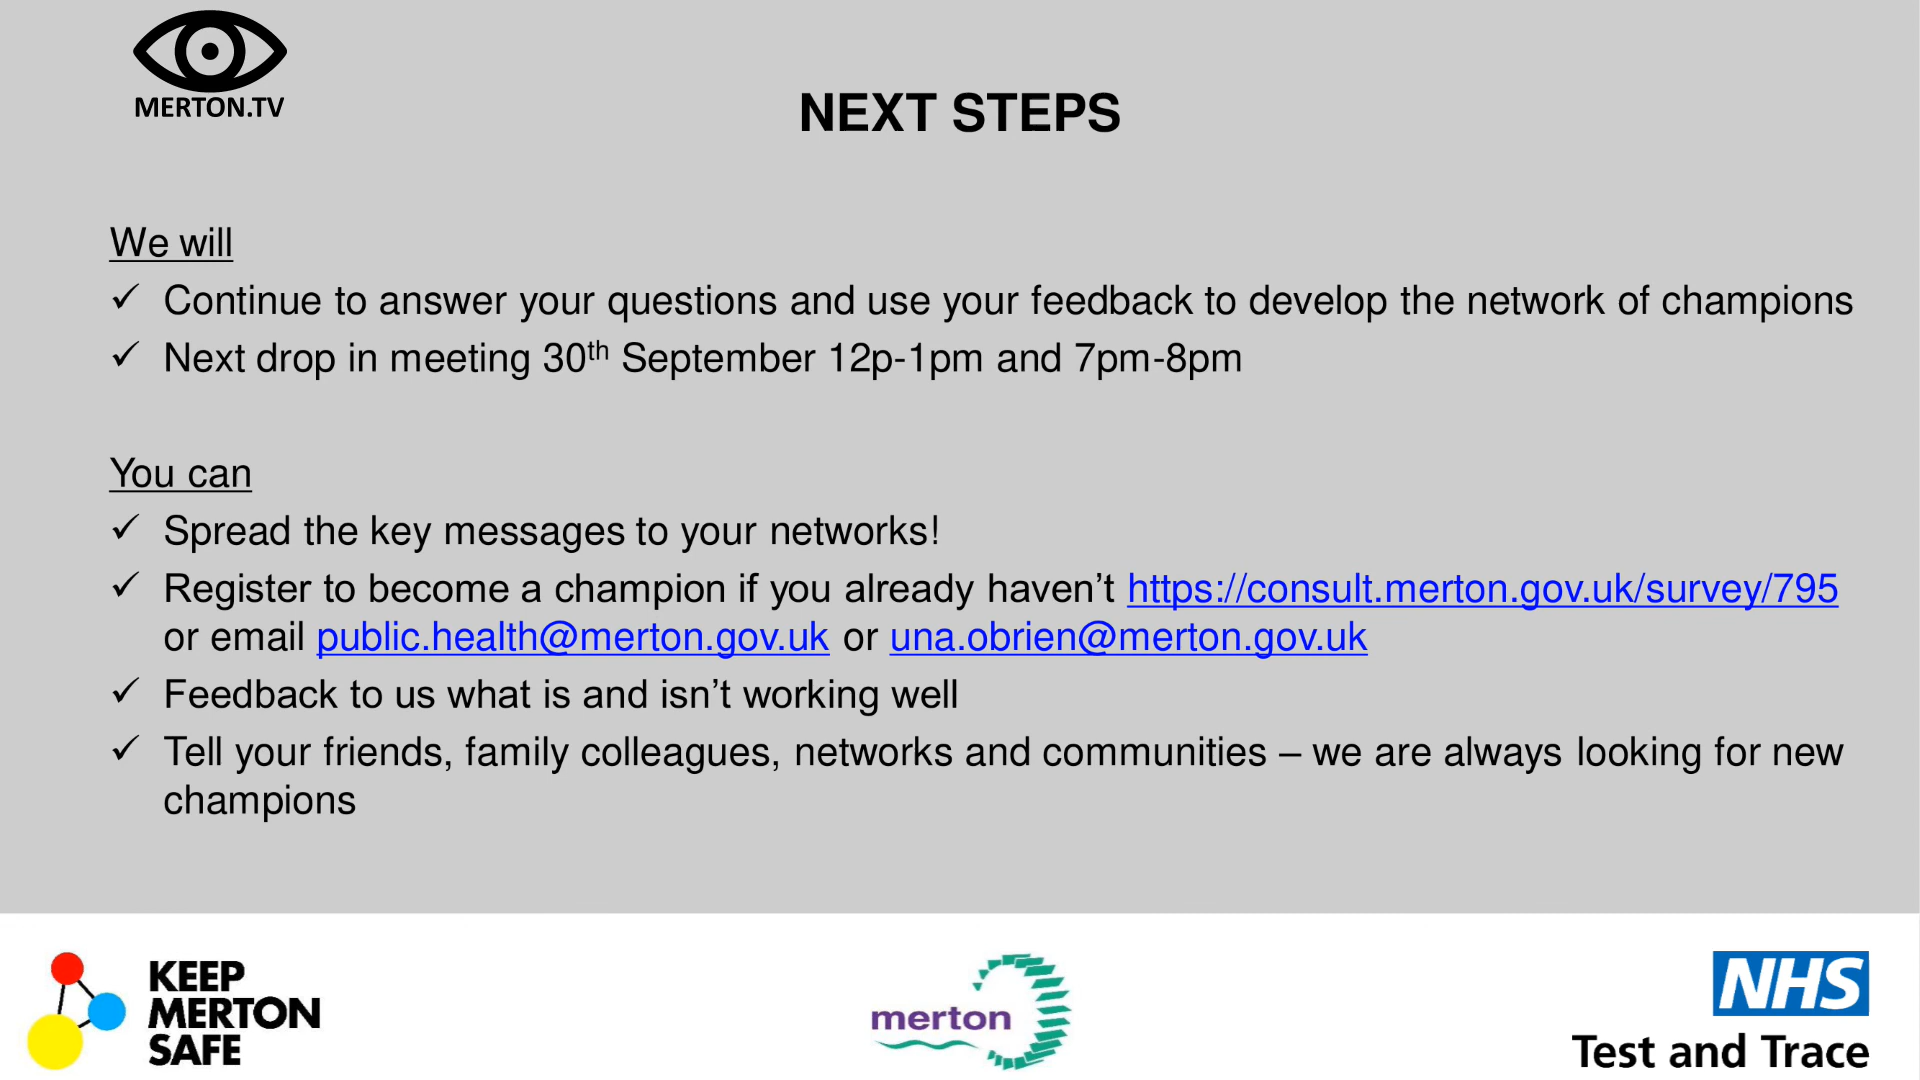 MERTON.TV
NEXT STEPS
We will
✓ Continue to answer your questions and use your feedback to develop the network of champions
✓ Next drop in meeting 30th September 12p-1pm and 7pm-8pm
You can
✓ Spread the key messages to your networks!
✓ Register to become a champion if you already haven’t https://consult.merton.gov.uk/survey/795
or email public.health@merton.gov.uk or una.obrien@merton.gov.uk
✓ Feedback to us what is and isn’t working well
✓ Tell your friends, family colleagues, networks and communities – we are always looking for new
champions
KEEP
MERTON
SAFE
merton
NHS
Test and Trace